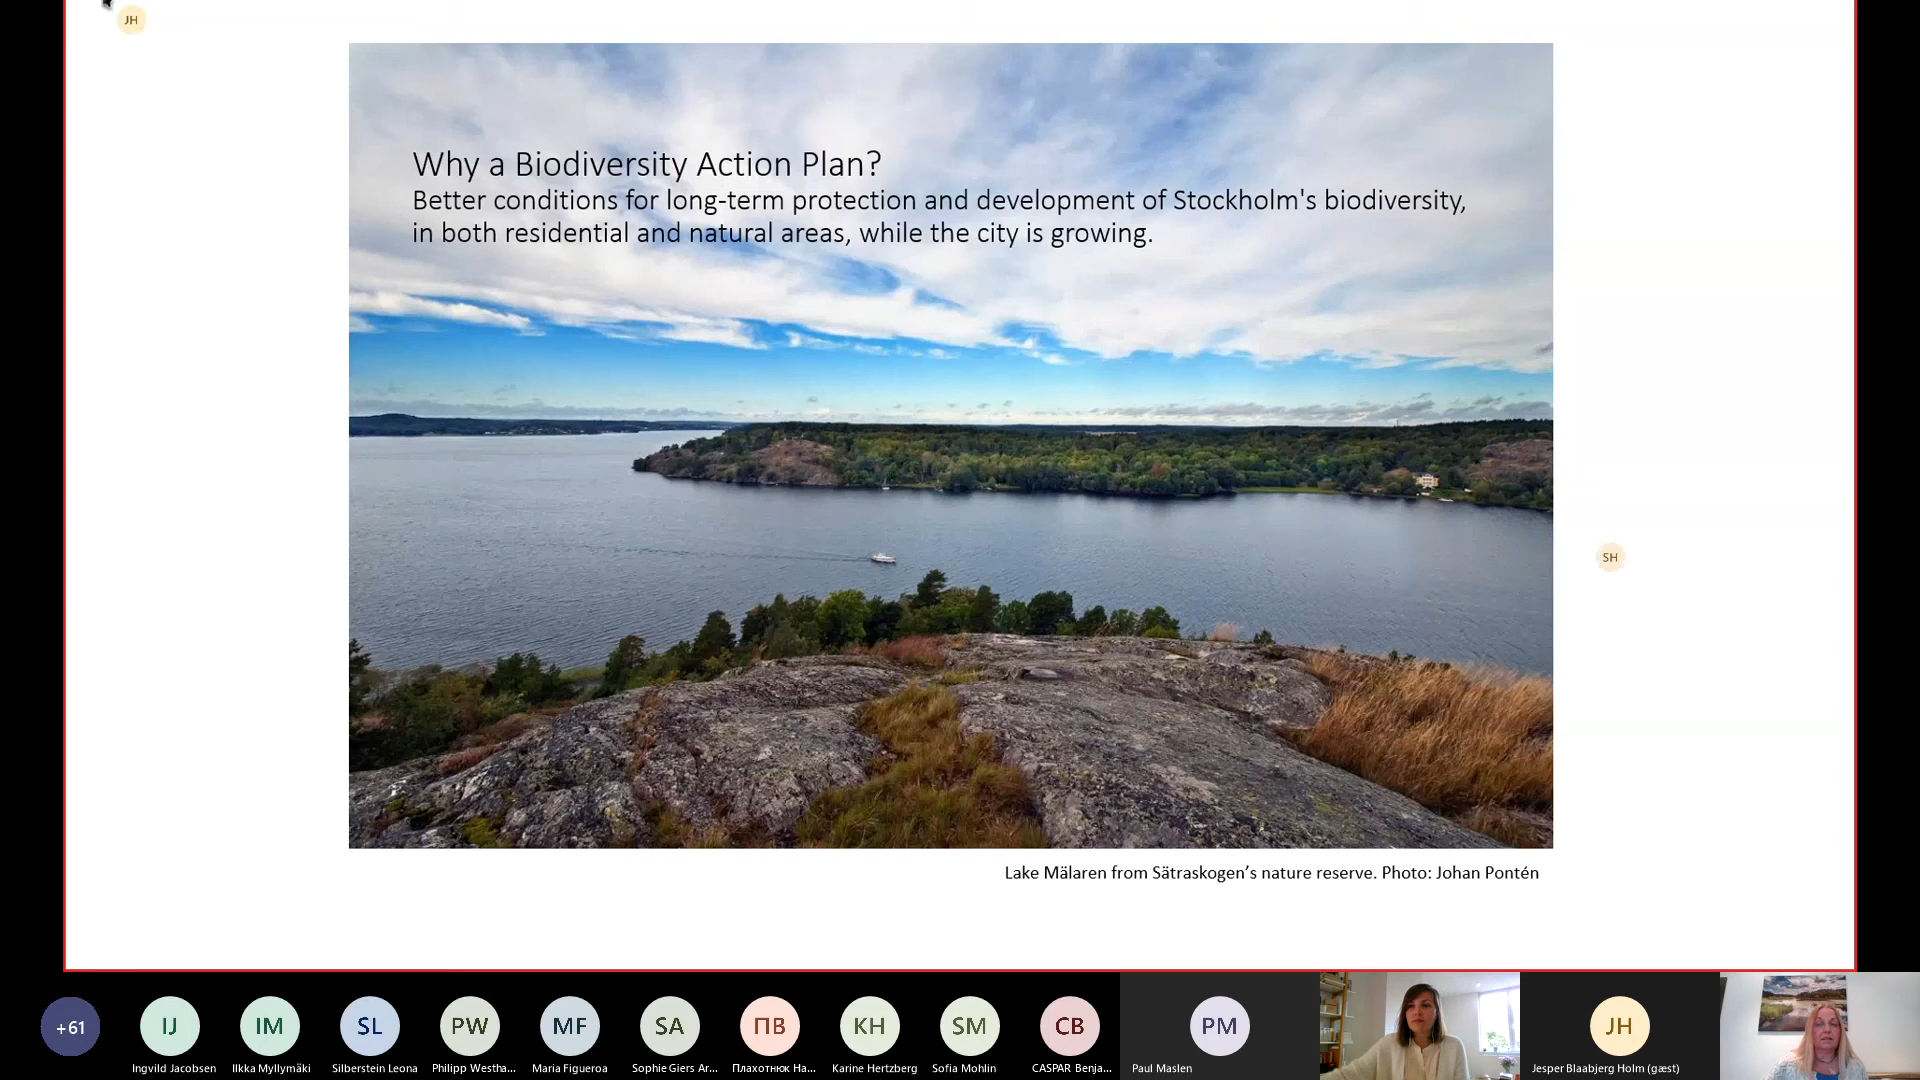 JH
Why a Biodiversity Action Plan?
Better conditions for long-term protection and development of Stockholm's biodiversity,
in both residential and natural areas, while the city is growing.
SH
Lake Mälaren from Sätraskogen’s nature reserve. Photo: Johan Pontén
+61
IJ
IM
SL
PW
MF
SA
ПВ
KH
SM
CB
PM
JH
Ingvild Jacobsen
Ilkka Myllymäki
Silberstein Leona
Philipp Westha...
Maria Figueroa
Sophie Giers Ar...
Плахотнюк На...
Karine Hertzberg
Sofia Mohlin
CASPAR Benja...
Paul Maslen
Jesper Blaabjerg Holm (gæst)